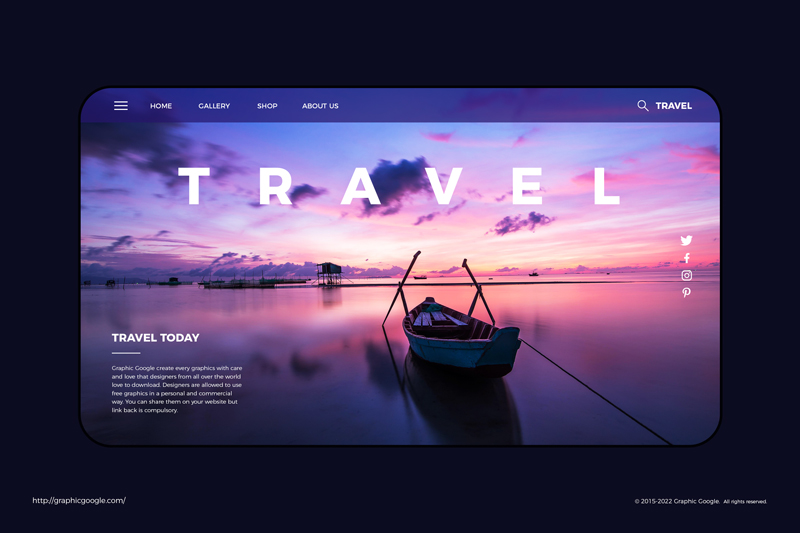 HOME GALLERY SHOP ABOUT US TRAVEL
TRAVEL
TRAVEL TODAY
Graphic Google create every graphics with care
and love that designers from all over the world
love to download. Designers are allowed to use
free graphics in a personal and commercial
way. You can share them on your website but
link back is compulsory.
http://graphicgoogle.com/ © 2015-2022 Graphic Google. All rights reserved.